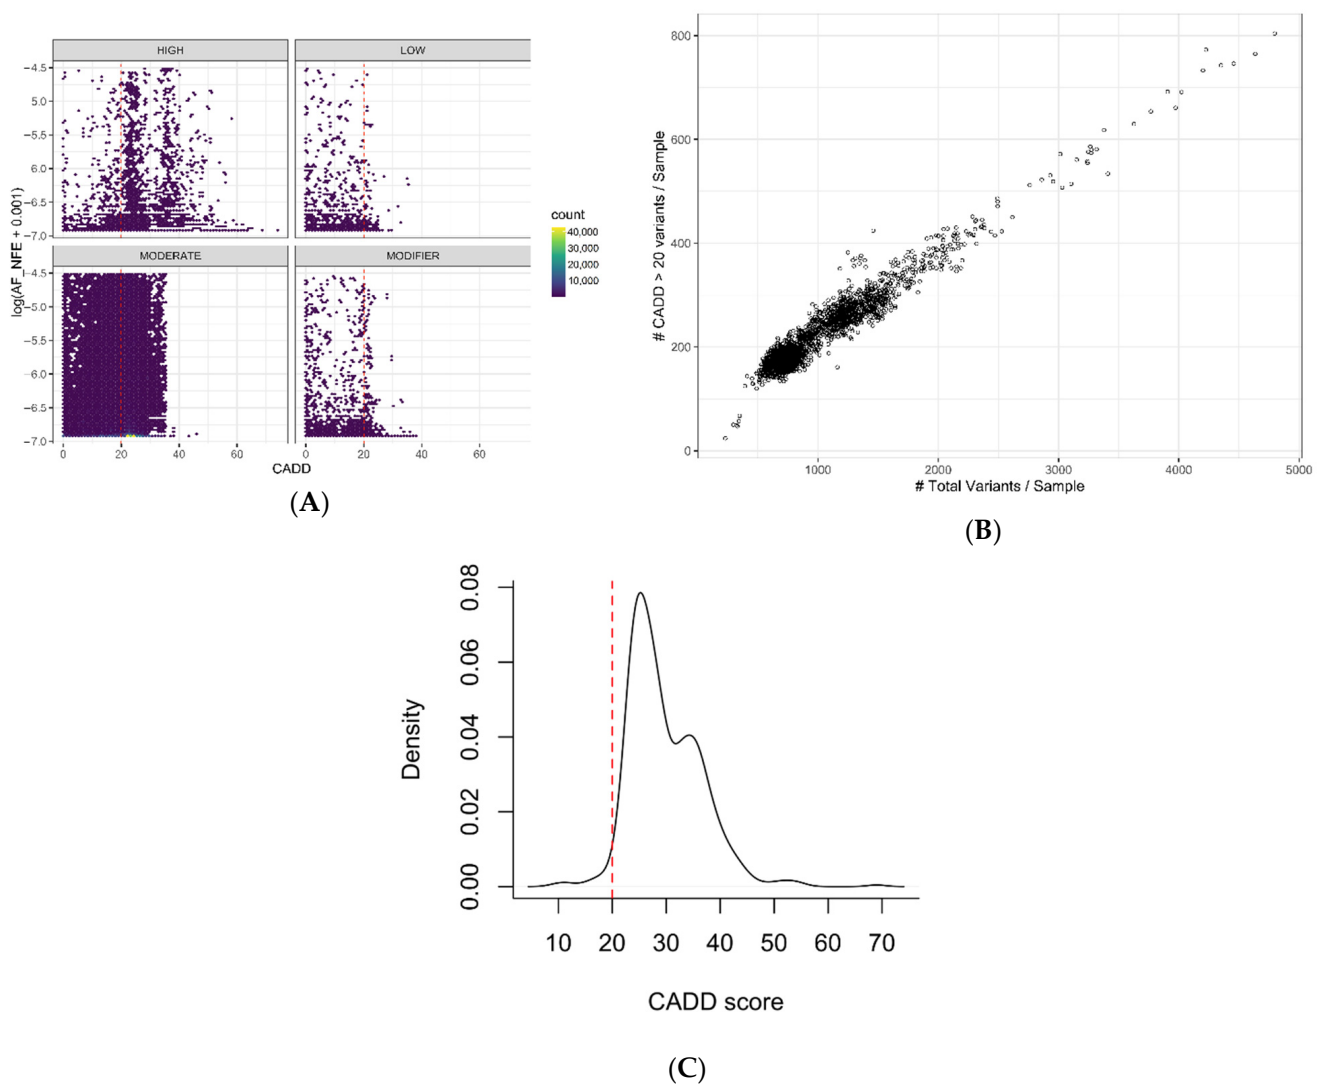 HIGH
LOW
−4.5
−5.0
−5.5
−6.0
−6.5
−7.0
MODERATE
MODIFIER
−4.5
−5.0
−5.5
−6.0
−6.5
−7.0
log(AF_NFE + 0.001)
0 20 40 60 0 20 40 60
CADD
count
40,000
30,000
20,000
10,000
(A)
800
600
400
200
0
# CADD > 20 variants / Sample
1000 2000 3000 4000 5000
# Total Variants / Sample
(B)
0.08
0.06
0.04
0.02
0.00
Density
10 20 30 40 50 60 70
CADD score
(C)